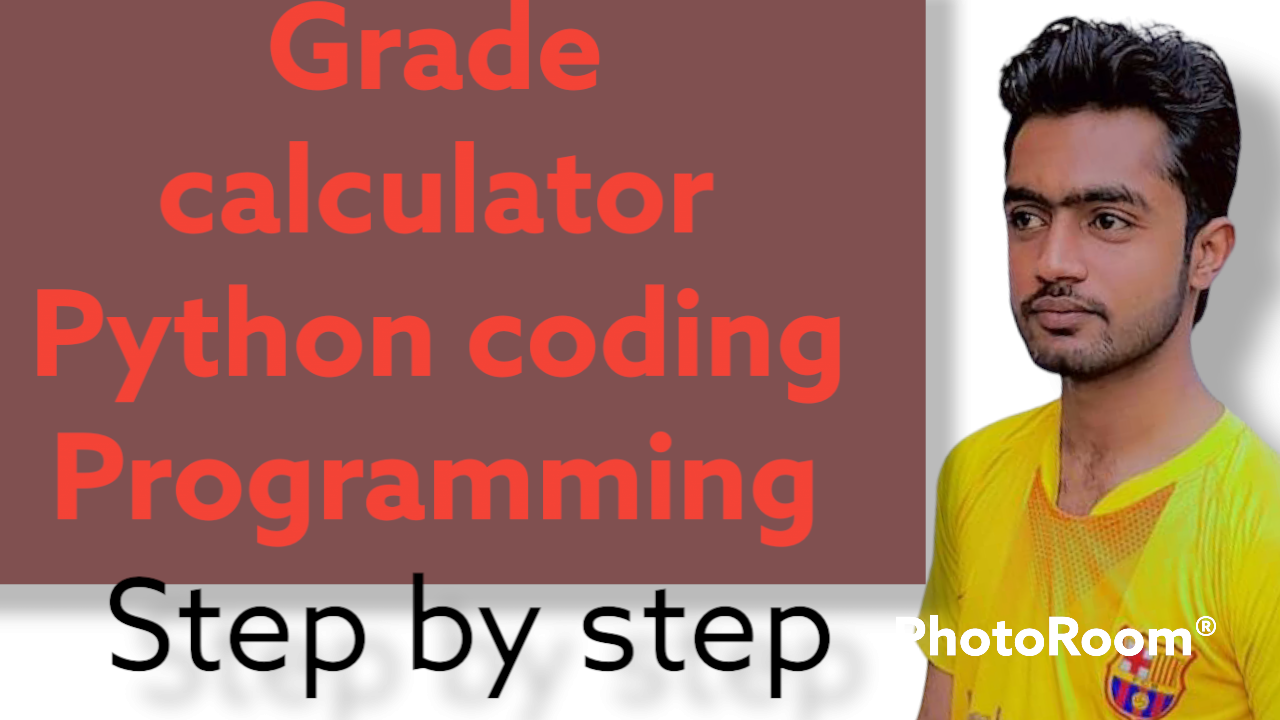 Grade
calculator
Python coding
Programming
Step by step
PhotoRoom®